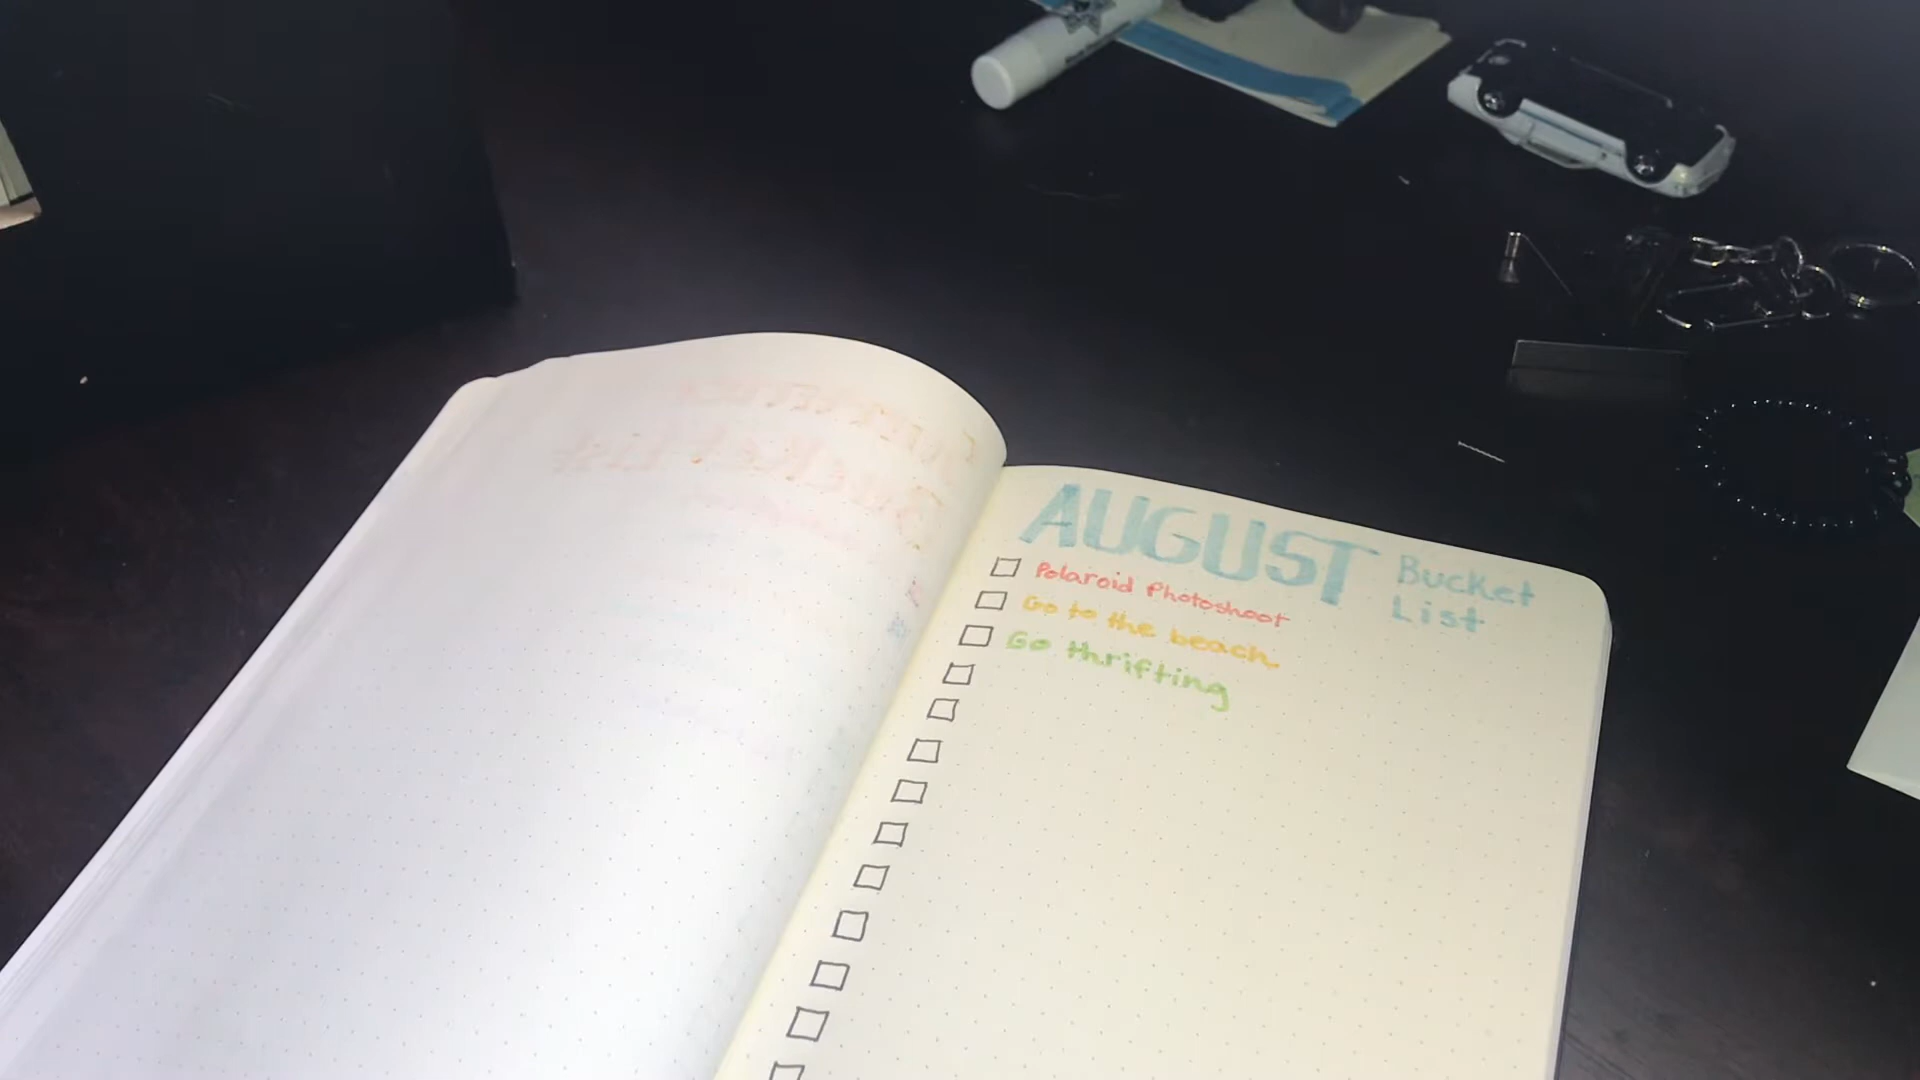 AUGUST Bucket
List
Polaroid Photoshoot
Go to the beach
Go thrifting